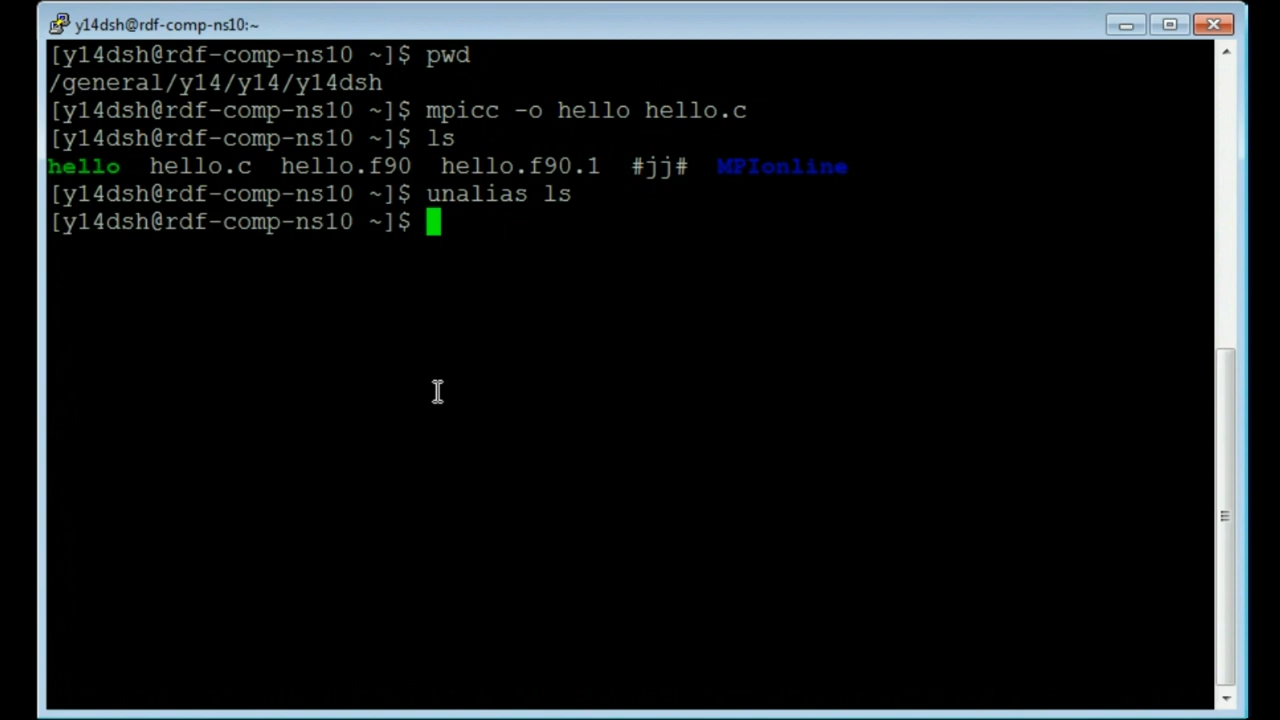 y14dsh@rdf-comp-ns10:~
[y14dsh@rdf-comp-ns10 ~]$ pwd
/general/y14/y14/y14dsh
[y14dsh@rdf-comp-ns10 ~]$ mpicc -o hello hello.c
[y14dsh@rdf-comp-ns10 ~]$ ls
hello  hello.c  hello.f90  hello.f90.1  #jj#  MPIonline
[y14dsh@rdf-comp-ns10 ~]$ unalias ls
[y14dsh@rdf-comp-ns10 ~]$